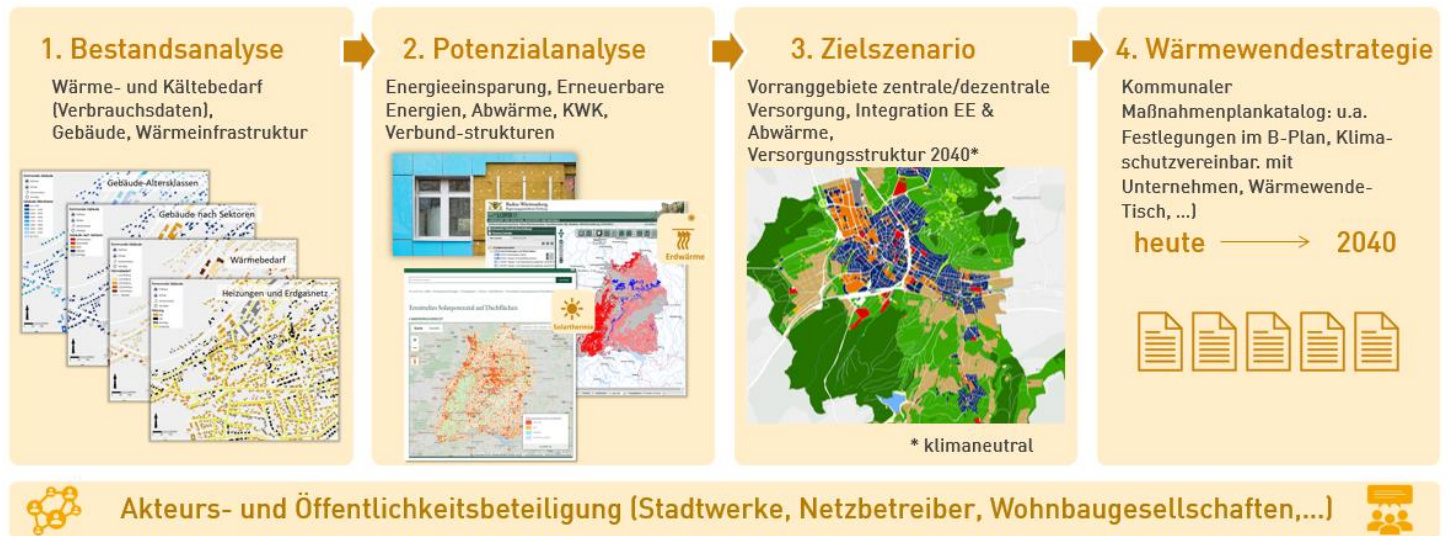 1. Bestandsanalyse
Wärme- und Kältebedarf
(Verbrauchsdaten),
Gebäude, Wärmeinfrastruktur
Gebäude-Altersklassen
Gebäude nach Sektoren
Wärmebedarf
Heizungen und Erdgasnetz
2. Potenzialanalyse
Energieeinsparung, Erneuerbare
Energien, Abwärme, KWK,
Verbund-strukturen
Baden-Württemberg
Erdwärme
Solarthermie
3. Zielszenario
Vorranggebiete zentrale/dezentrale
Versorgung, Integration EE &
Abwärme,
Versorgungsstruktur 2040*
* klimaneutral
4. Wärmewendestrategie
Kommunaler
Maßnahmenplankatalog: u.a.
Festlegungen im B-Plan, Klima-
schutzvereinbar. mit
Unternehmen, Wärmewende-
Tisch, ...)
heute
2040
Akteurs- und Öffentlichkeitsbeteiligung (Stadtwerke, Netzbetreiber, Wohnbaugesellschaften,...)